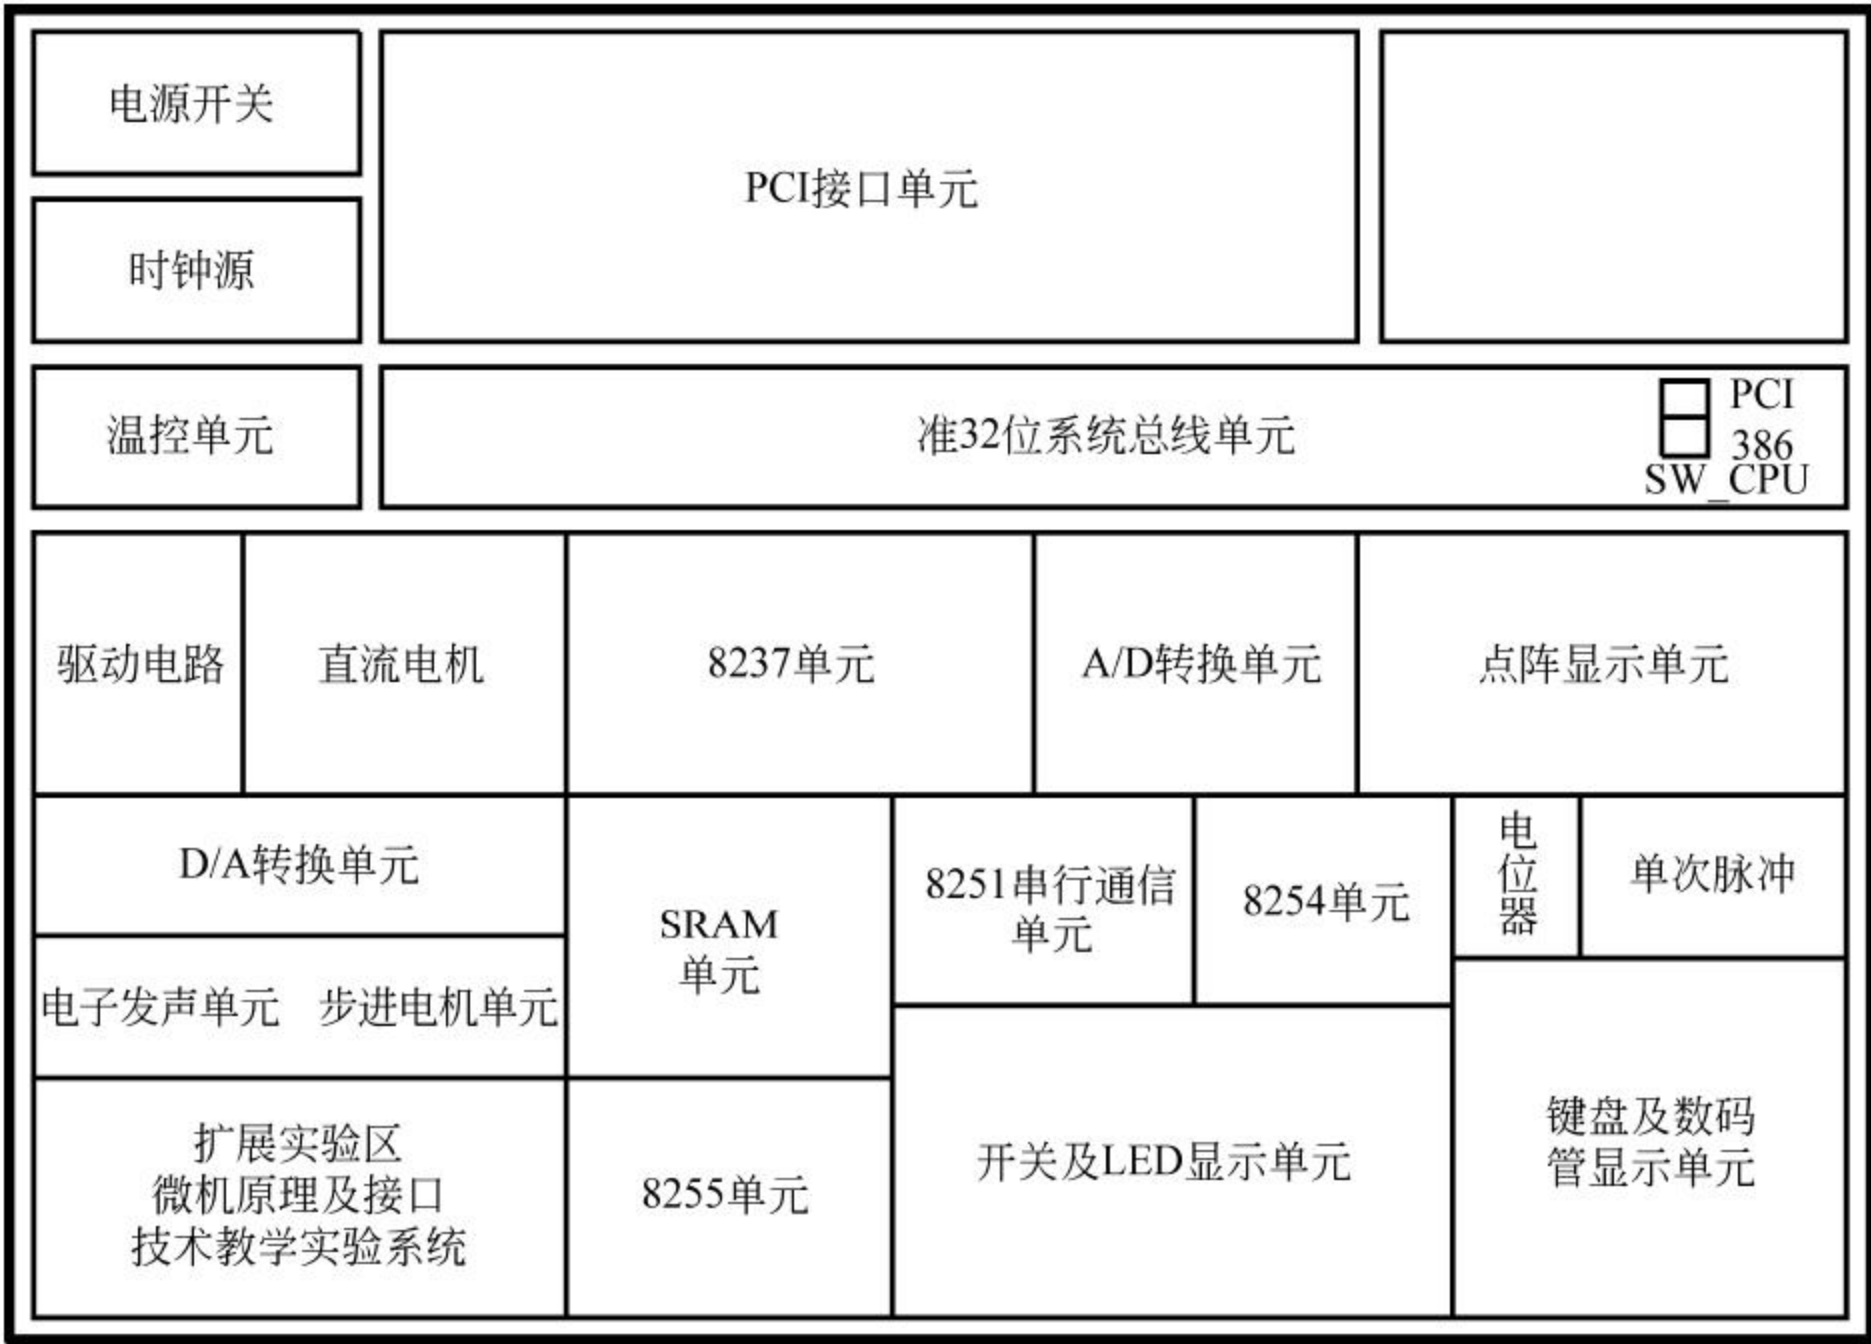 电源开关
PCI接口单元
时钟源
温控单元
准32位系统总线单元
PCI
386
SW_CPU
驱动电路
直流电机
8237单元
A/D转换单元
点阵显示单元
D/A转换单元
SRAM
单元
8251串行通信
单元
8254单元
电
位
器
单次脉冲
电子发声单元 步进电机单元
扩展实验区
微机原理及接口
技术教学实验系统
8255单元
开关及LED显示单元
键盘及数码
管显示单元